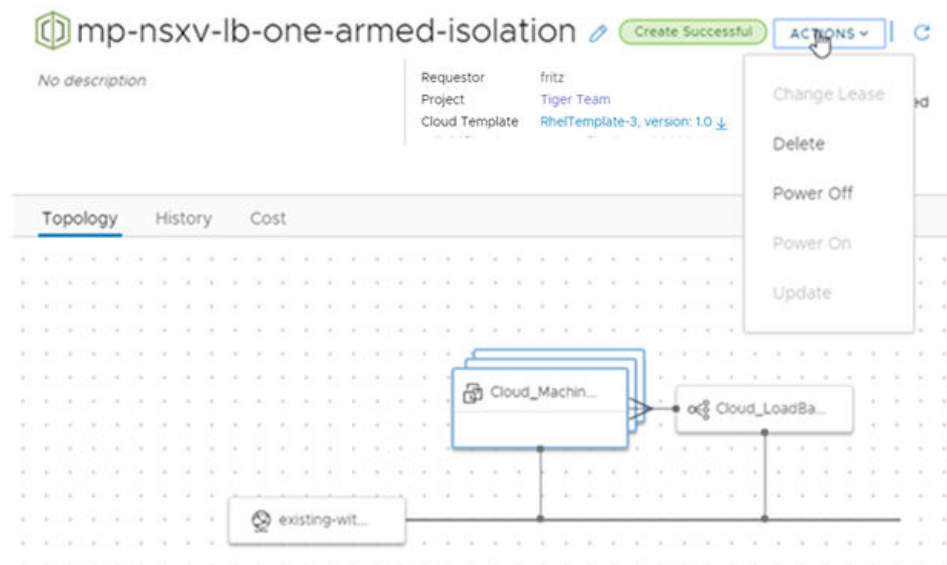 mp-nsxv-lb-one-armed-isolation
Create Successful
ACTIONS
No description
Requestor fritz
Project Tiger Team
Cloud Template RhelTemplate-3, version: 1.0
Change Lease
Delete
Power Off
Power On
Update
Topology History Cost
Cloud_Machin...
Cloud_LoadBa...
existing-wit...